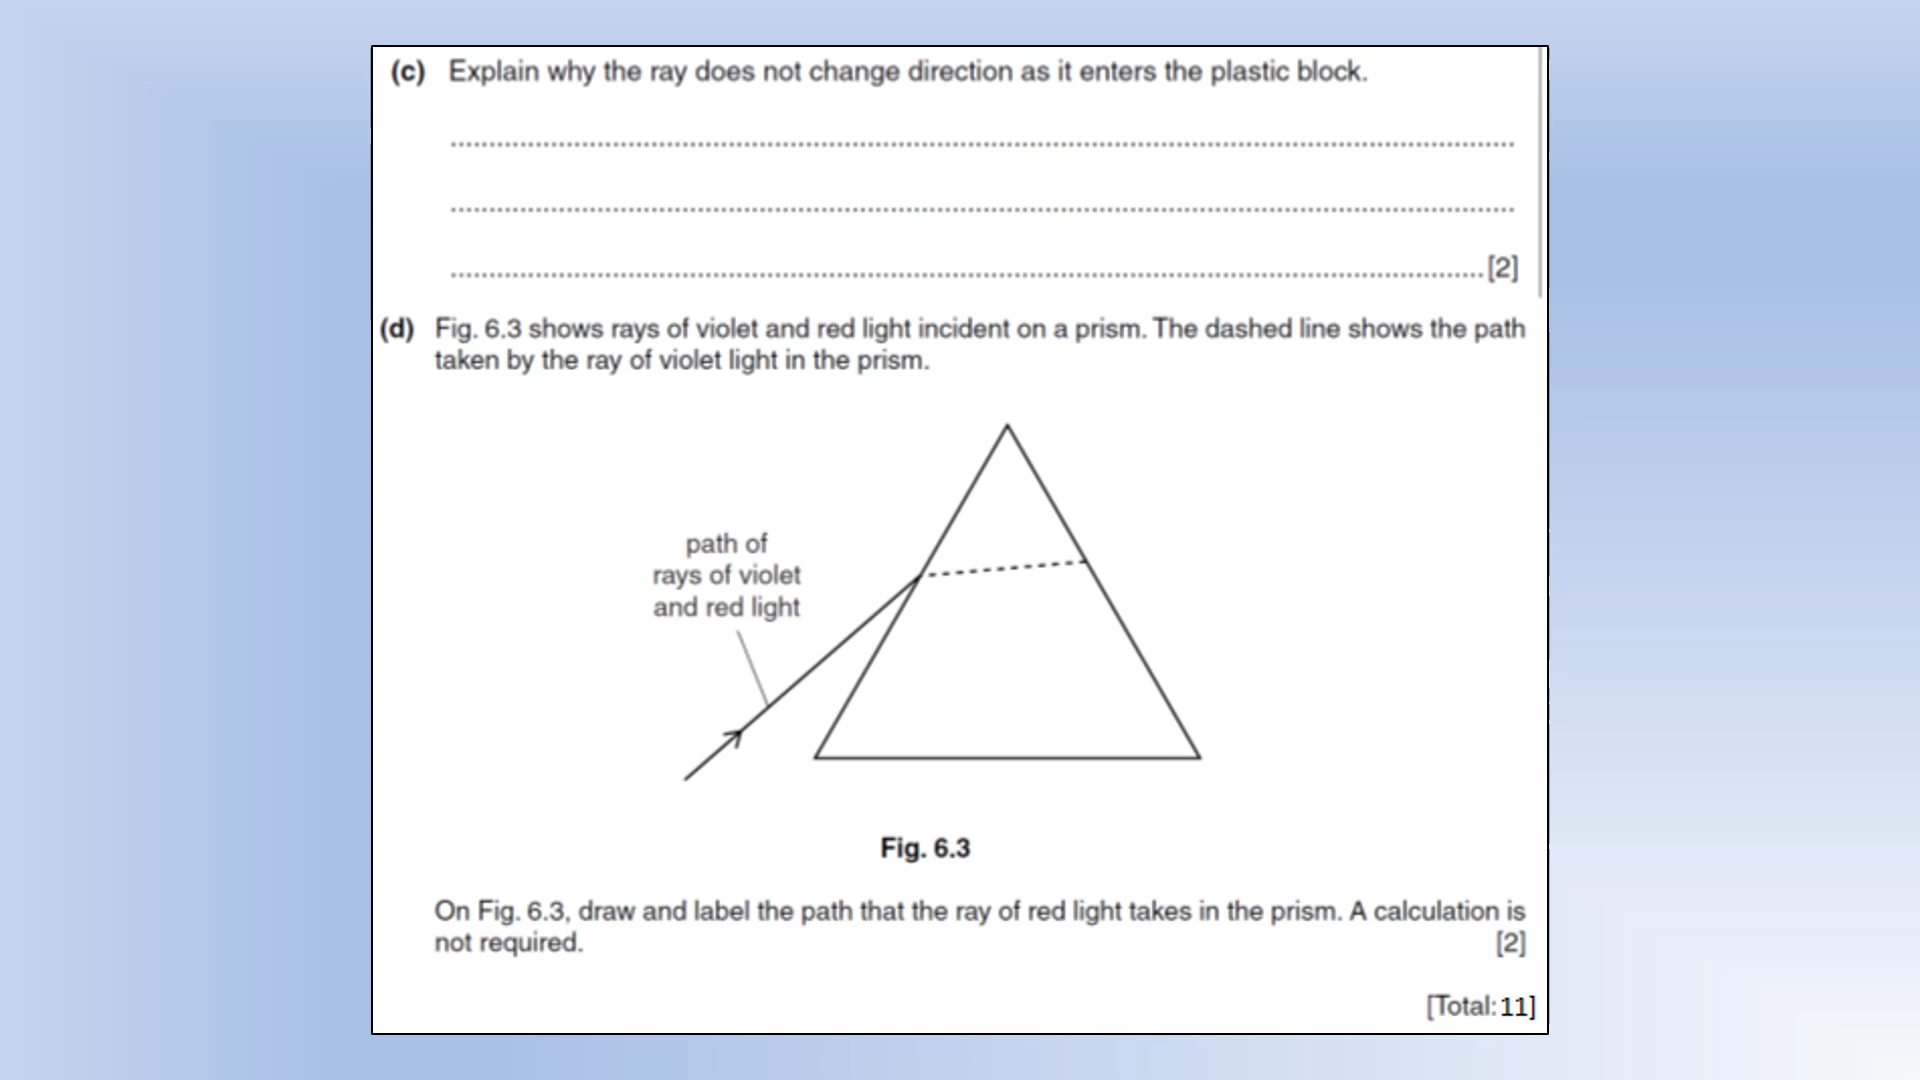 (c) Explain why the ray does not change direction as it enters the plastic block.
[2]
(d) Fig. 6.3 shows rays of violet and red light incident on a prism. The dashed line shows the path
taken by the ray of violet light in the prism.
path of
rays of violet
and red light
Fig. 6.3
On Fig. 6.3, draw and label the path that the ray of red light takes in the prism. A calculation is
not required. [2]
[Total: 11]